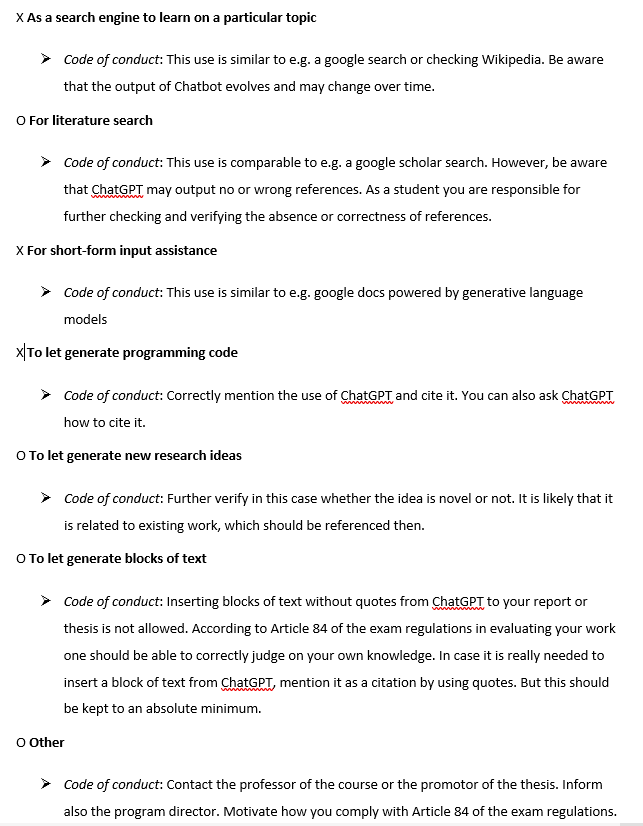 X As a search engine to learn on a particular topic
➢ Code of conduct: This use is similar to e.g. a google search or checking Wikipedia. Be aware
that the output of Chatbot evolves and may change over time.
O For literature search
➢ Code of conduct: This use is comparable to e.g. a google scholar search. However, be aware
that ChatGPT may output no or wrong references. As a student you are responsible for
further checking and verifying the absence or correctness of references.
X For short-form input assistance
➢ Code of conduct: This use is similar to e.g. google docs powered by generative language
models
X To let generate programming code
➢ Code of conduct: Correctly mention the use of ChatGPT and cite it. You can also ask ChatGPT
how to cite it.
O To let generate new research ideas
➢ Code of conduct: Further verify in this case whether the idea is novel or not. It is likely that it
is related to existing work, which should be referenced then.
O To let generate blocks of text
➢ Code of conduct: Inserting blocks of text without quotes from ChatGPT to your report or
thesis is not allowed. According to Article 84 of the exam regulations in evaluating your work
one should be able to correctly judge on your own knowledge. In case it is really needed to
insert a block of text from ChatGPT, mention it as a citation by using quotes. But this should
be kept to an absolute minimum.
O Other
➢ Code of conduct: Contact the professor of the course or the promotor of the thesis. Inform
also the program director. Motivate how you comply with Article 84 of the exam regulations.